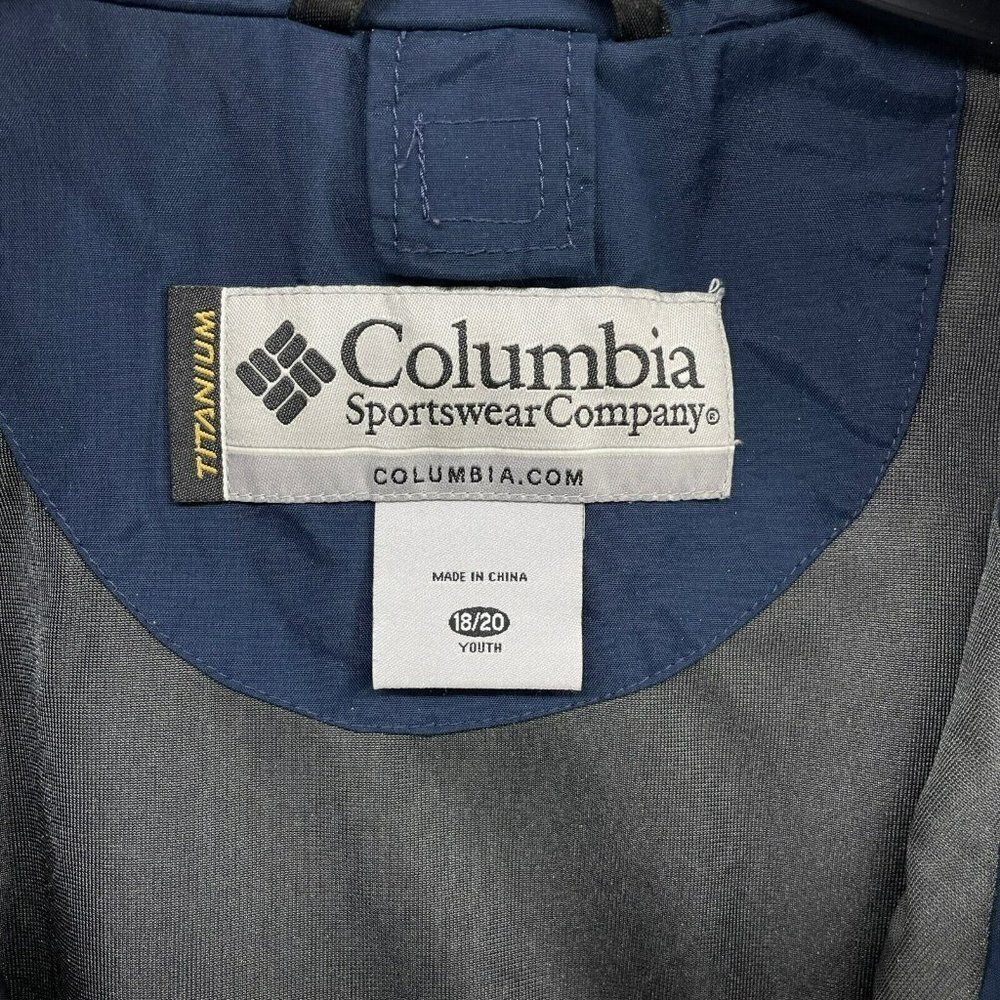 TITANIUM
Columbia
Sportswear Company®
COLUMBIA.COM
MADE IN CHINA
18/20
YOUTH